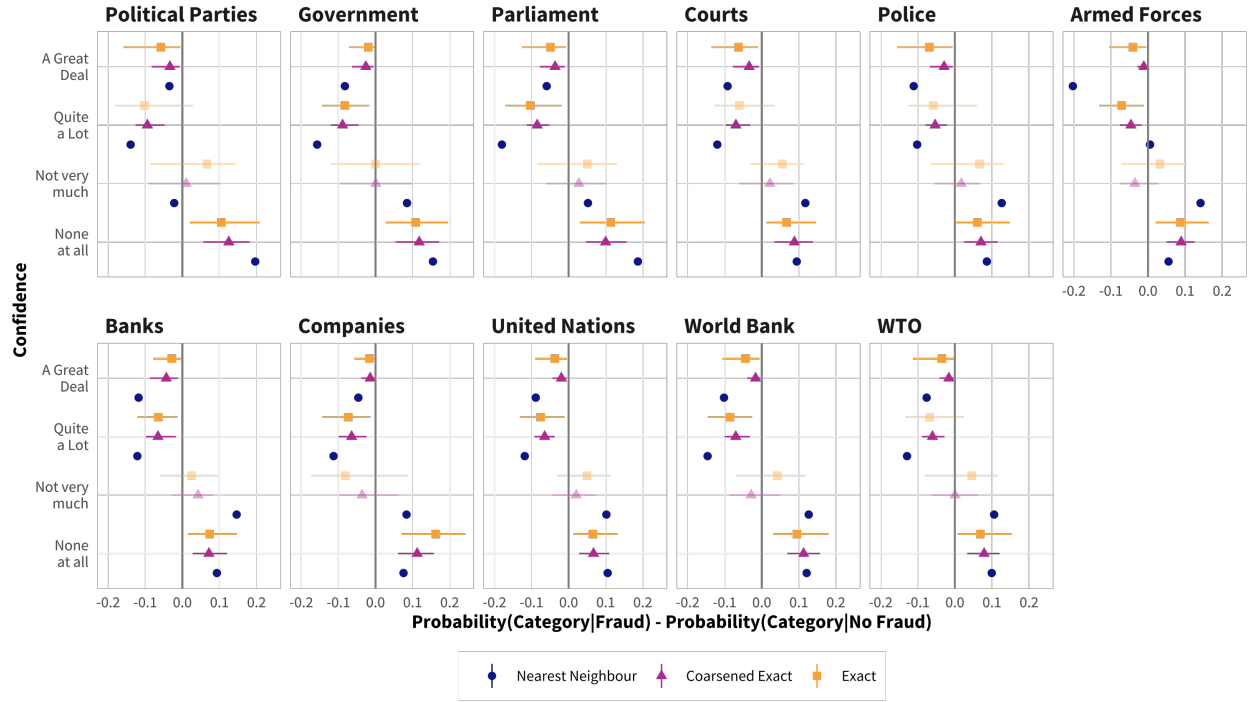 Political Parties Government Parliament Courts Police Armed Forces
A Great
Deal
Quite
a Lot
Not very
much
None
at all
-0.2 -0.1 0.0 0.1 0.2
Confidence
Banks Companies United Nations World Bank WTO
A Great
Deal
Quite
a Lot
Not very
much
None
at all
-0.2 -0.1 0.0 0.1 0.2 -0.2 -0.1 0.0 0.1 0.2 -0.2 -0.1 0.0 0.1 0.2 -0.2 -0.1 0.0 0.1 0.2 -0.2 -0.1 0.0 0.1 0.2
Probability(Category|Fraud) - Probability(Category|No Fraud)
Nearest Neighbour Coarsened Exact Exact